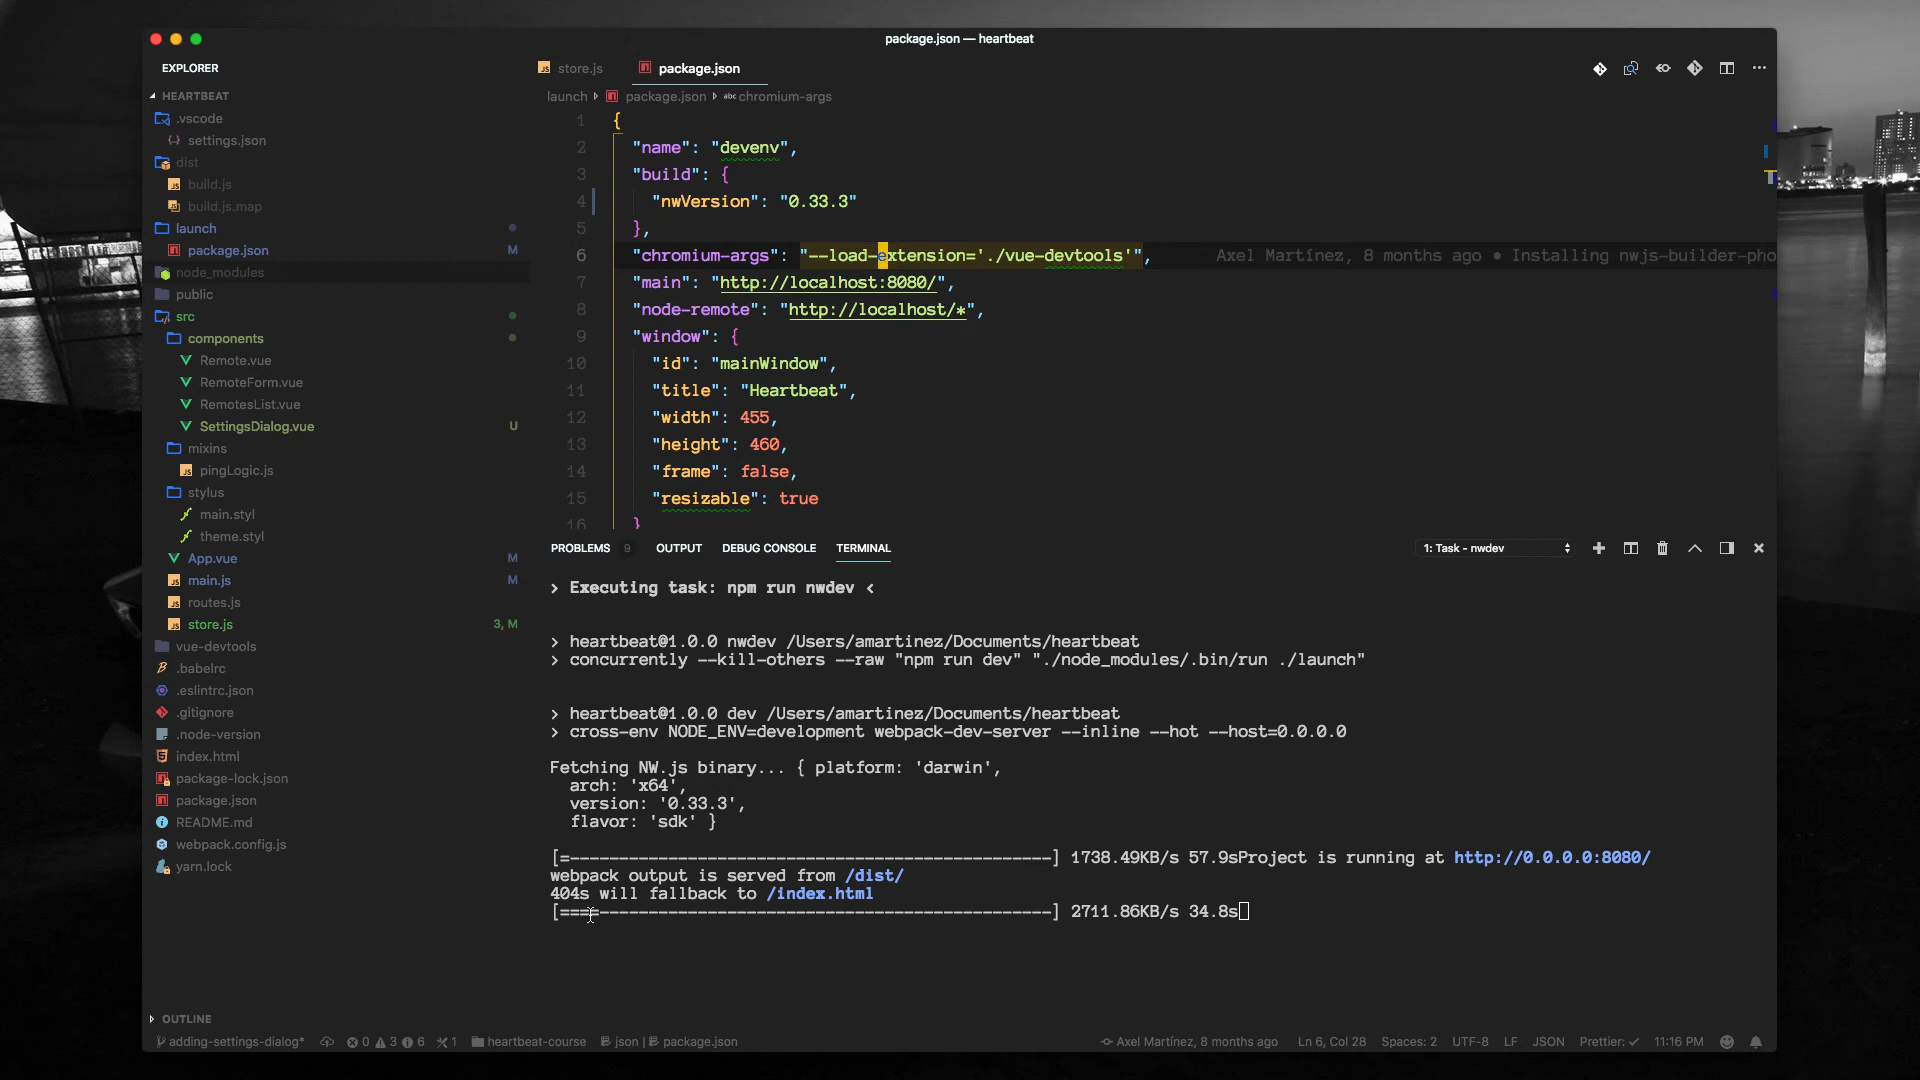 package.json — heartbeat
EXPLORER
HEARTBEAT
.vscode
settings.json
dist
build.js
build.js.map
launch
package.json M
node_modules
public
src
components
Remote.vue
RemoteForm.vue
RemotesList.vue
SettingsDialog.vue U
mixins
pingLogic.js
stylus
main.styl
theme.styl
App.vue M
main.js M
routes.js
store.js 3, M
vue-devtools
.babelrc
.eslintrc.json
.gitignore
.node-version
index.html
package-lock.json
package.json
README.md
webpack.config.js
yarn.lock
OUTLINE
store.js package.json
launch package.json abc chromium-args
1 {
2 "name": "devenv",
3 "build": {
4 "nwVersion": "0.33.3"
5 },
6 "chromium-args": "--load-extension='./vue-devtools'", Axel Martínez, 8 months ago • Installing nwjs-builder-pho
7 "main": "http://localhost:8080/",
8 "node-remote": "http://localhost/*",
9 "window": {
10 "id": "mainWindow",
11 "title": "Heartbeat",
12 "width": 455,
13 "height": 460,
14 "frame": false,
15 "resizable": true
16 }
PROBLEMS 9 OUTPUT DEBUG CONSOLE TERMINAL 1: Task - nwdev
> Executing task: npm run nwdev <
> heartbeat@1.0.0 nwdev /Users/amartinez/Documents/heartbeat
> concurrently --kill-others --raw "npm run dev" "./node_modules/.bin/run ./launch"
> heartbeat@1.0.0 dev /Users/amartinez/Documents/heartbeat
> cross-env NODE_ENV=development webpack-dev-server --inline --hot --host=0.0.0.0
Fetching NW.js binary... { platform: 'darwin',
arch: 'x64',
version: '0.33.3',
flavor: 'sdk' }
[=-------------------------------------------------] 1738.49KB/s 57.9sProject is running at http://0.0.0.0:8080/
webpack output is served from /dist/
404s will fallback to /index.html
[====----------------------------------------------] 2711.86KB/s 34.8s
adding-settings-dialog* 0 3 6 1 heartbeat-course json | package.json Axel Martínez, 8 months ago Ln 6, Col 28 Spaces: 2 UTF-8 LF JSON Prettier: ✓ 11:16 PM